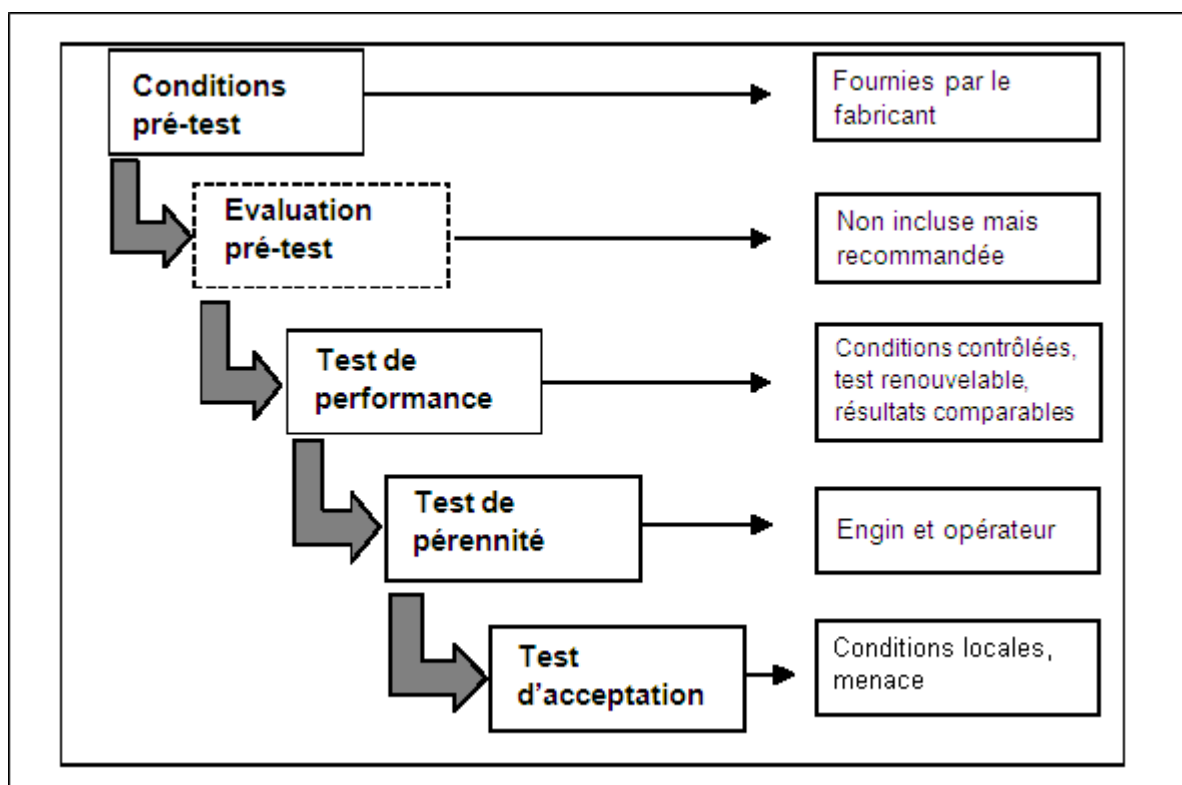 Conditions
pré-test
Fournies par le
fabricant
Evaluation
pré-test
Non incluse mais
recommandée
Test de
performance
Conditions contrôlées,
test renouvelable,
résultats comparables
Test de
pérennité
Engin et opérateur
Test
d’acceptation
Conditions locales,
menace